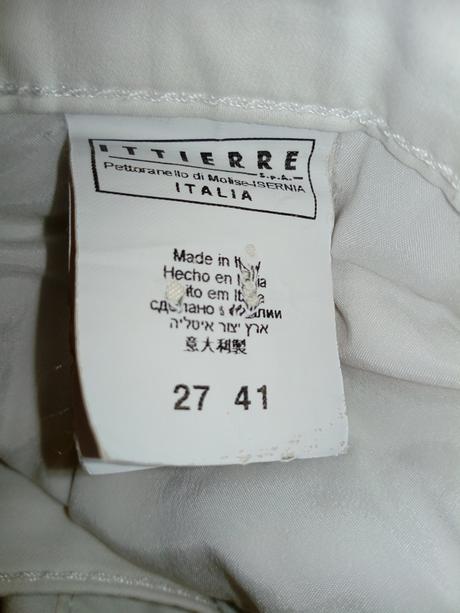 ITTIERRE
S.p.A.
Pettoranello di Molise-ISERNIA
ITALIA
Made in
Hecho en
em
сделано в
ארץ יצור איטליה
意大利製
27 41